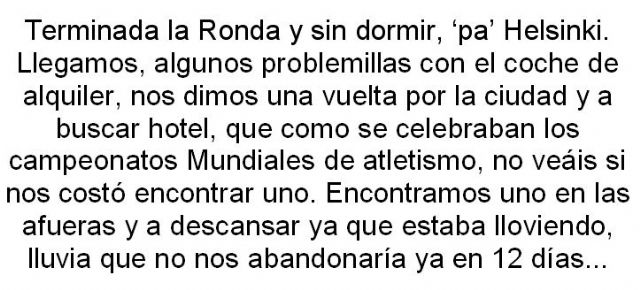 Terminada la Ronda y sin dormir, ‘pa’ Helsinki.
Llegamos, algunos problemillas con el coche de
alquiler, nos dimos una vuelta por la ciudad y a
buscar hotel, que como se celebraban los
campeonatos Mundiales de atletismo, no veáis si
nos costó encontrar uno. Encontramos uno en las
afueras y a descansar ya que estaba lloviendo,
lluvia que no nos abandonaría ya en 12 días...